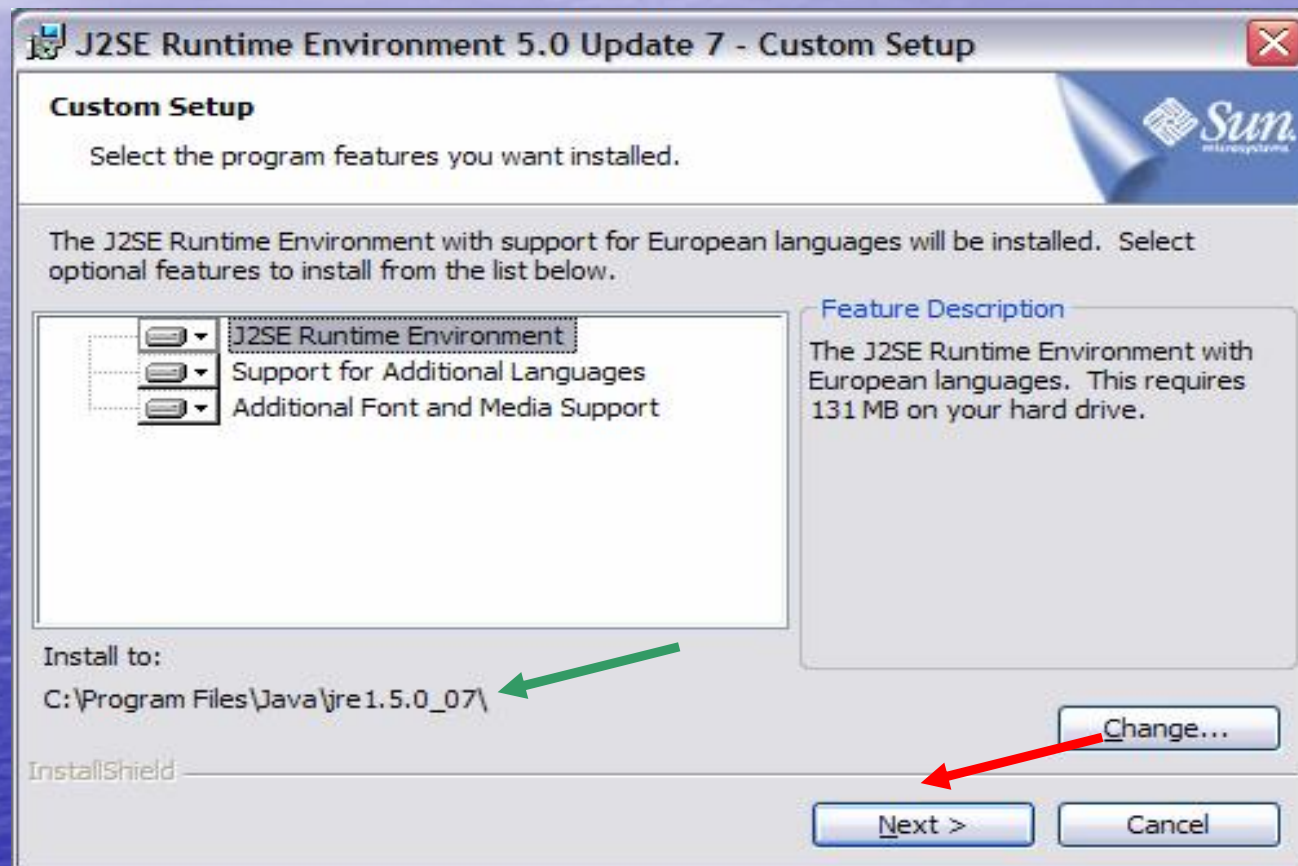 J2SE Runtime Environment 5.0 Update 7 - Custom Setup
Custom Setup
Select the program features you want installed.
Sun
microsystems
The J2SE Runtime Environment with support for European languages will be installed. Select
optional features to install from the list below.
J2SE Runtime Environment
Support for Additional Languages
Additional Font and Media Support
Feature Description
The J2SE Runtime Environment with
European languages. This requires
131 MB on your hard drive.
Install to:
C:\Program Files\Java\jre1.5.0_07\
Change...
InstallShield
Next >
Cancel